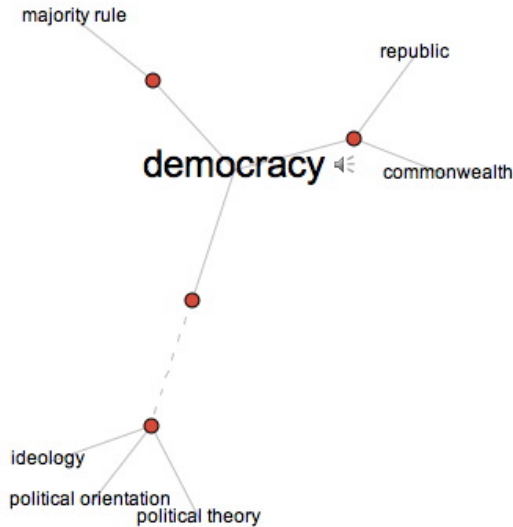 majority rule
republic
democracy
commonwealth
ideology
political orientation
political theory